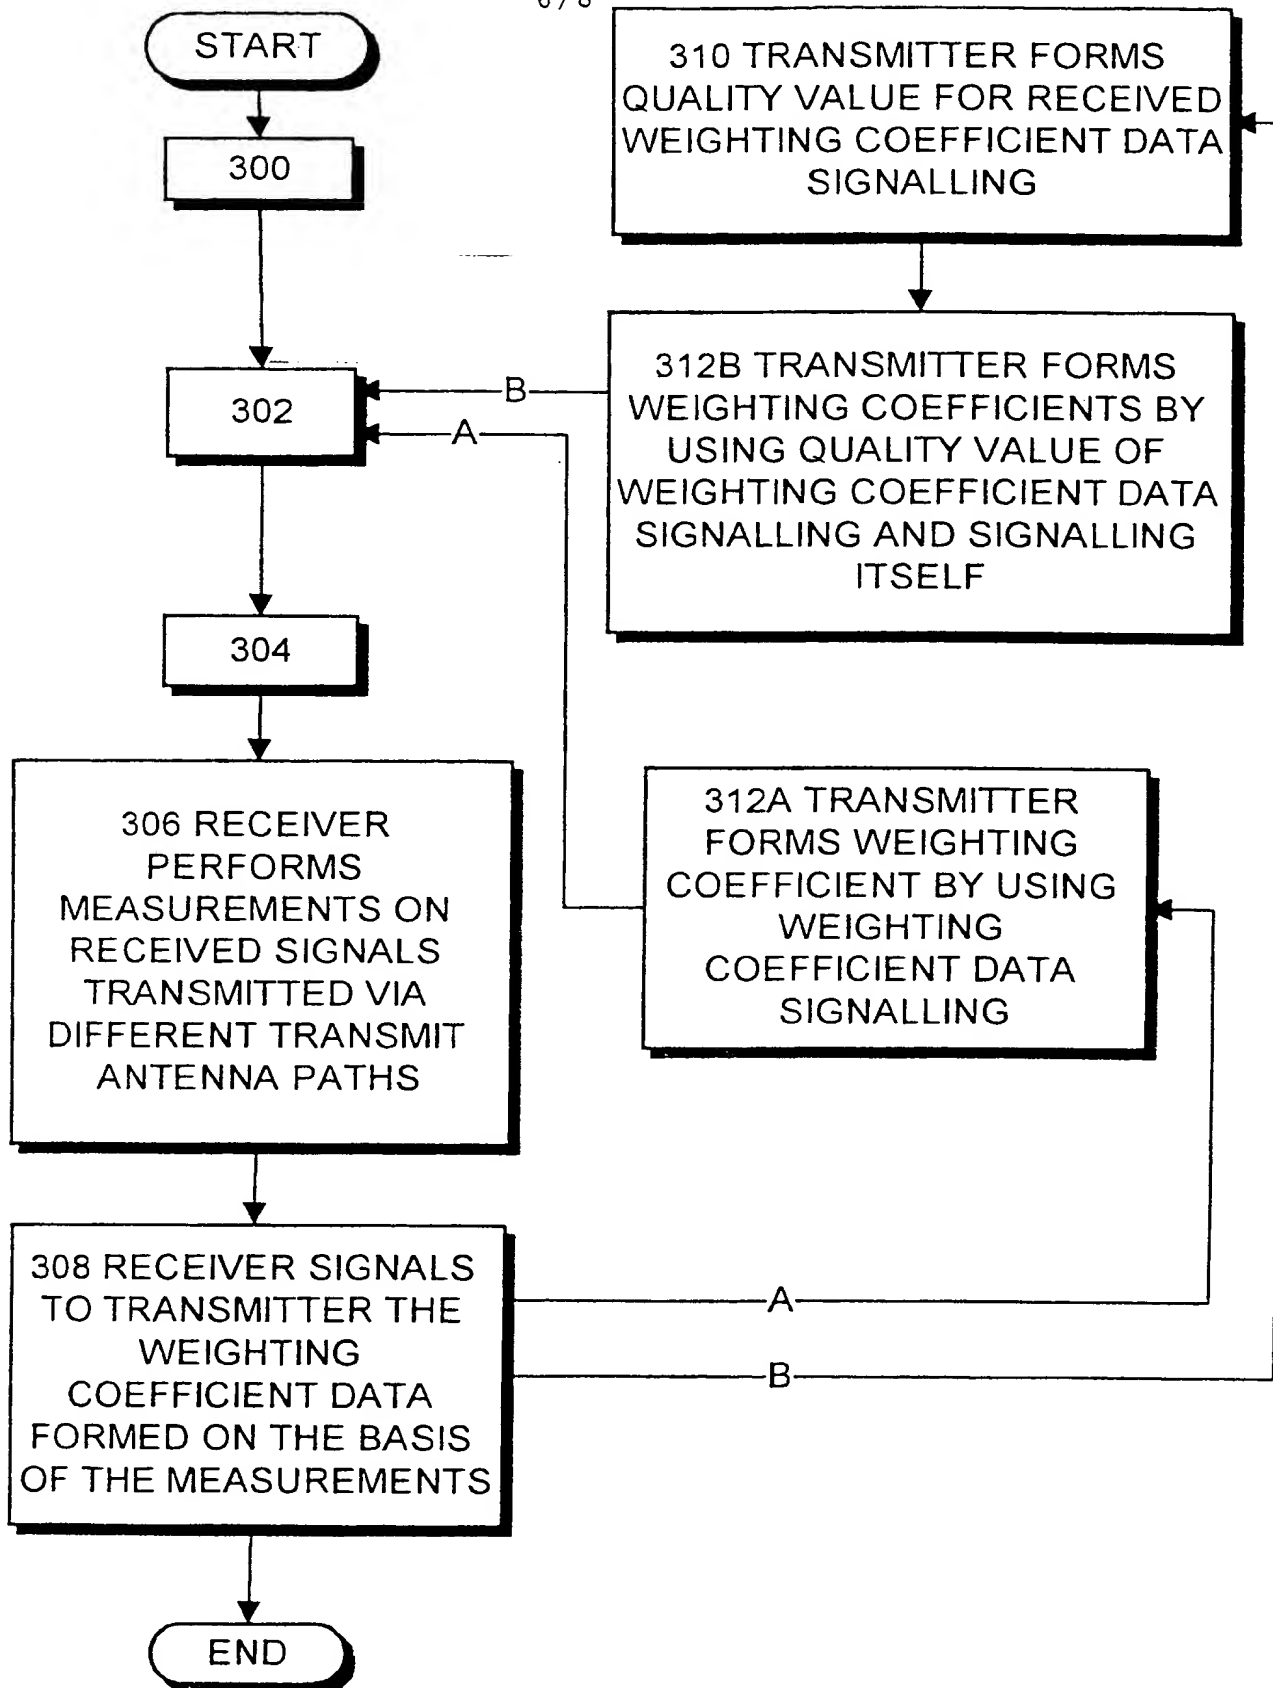 6/8
START
300
302
304
306 RECEIVER
PERFORMS
MEASUREMENTS ON
RECEIVED SIGNALS
TRANSMITTED VIA
DIFFERENT TRANSMIT
ANTENNA PATHS
308 RECEIVER SIGNALS
TO TRANSMITTER THE
WEIGHTING
COEFFICIENT DATA
FORMED ON THE BASIS
OF THE MEASUREMENTS
END
310 TRANSMITTER FORMS
QUALITY VALUE FOR RECEIVED
WEIGHTING COEFFICIENT DATA
SIGNALLING
312B TRANSMITTER FORMS
WEIGHTING COEFFICIENTS BY
USING QUALITY VALUE OF
WEIGHTING COEFFICIENT DATA
SIGNALLING AND SIGNALLING
ITSELF
B
A
312A TRANSMITTER
FORMS WEIGHTING
COEFFICIENT BY USING
WEIGHTING
COEFFICIENT DATA
SIGNALLING
A
B